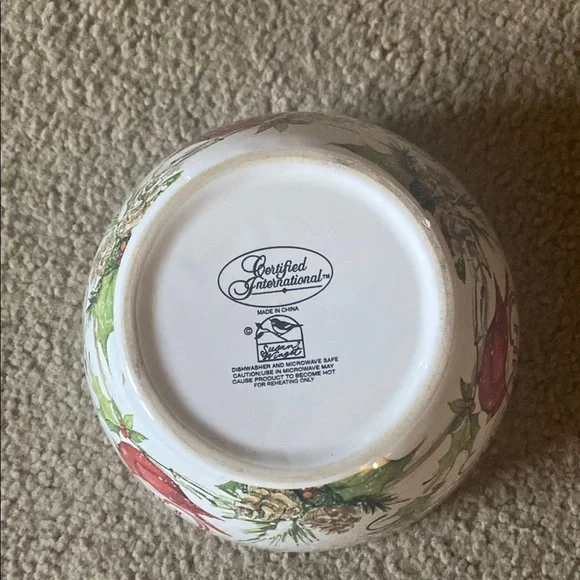 Certified
International™
MADE IN CHINA
©
Susan
Winget
DISHWASHER AND MICROWAVE SAFE
CAUTION:USE IN MICROWAVE MAY
CAUSE PRODUCT TO BECOME HOT
FOR REHEATING ONLY